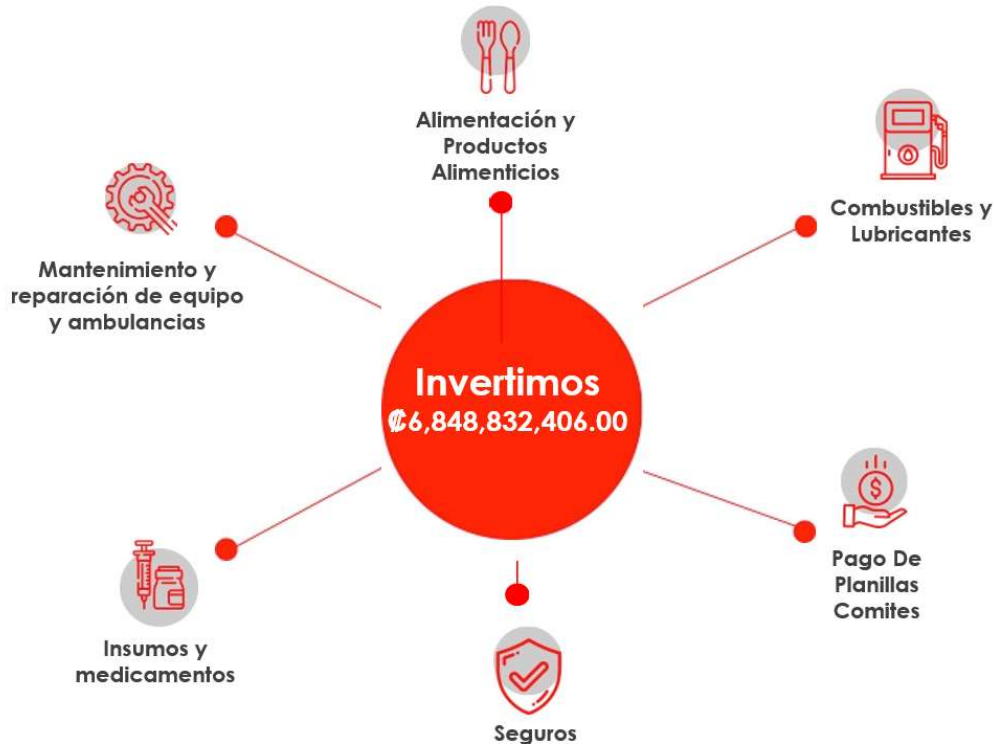 Alimentación y
Productos
Alimenticios
Combustibles y
Lubricantes
Mantenimiento y
reparación de equipo
y ambulancias
Invertimos
₡6,848,832,406.00
$
Pago De
Planillas
Comites
Insumos y
medicamentos
Seguros